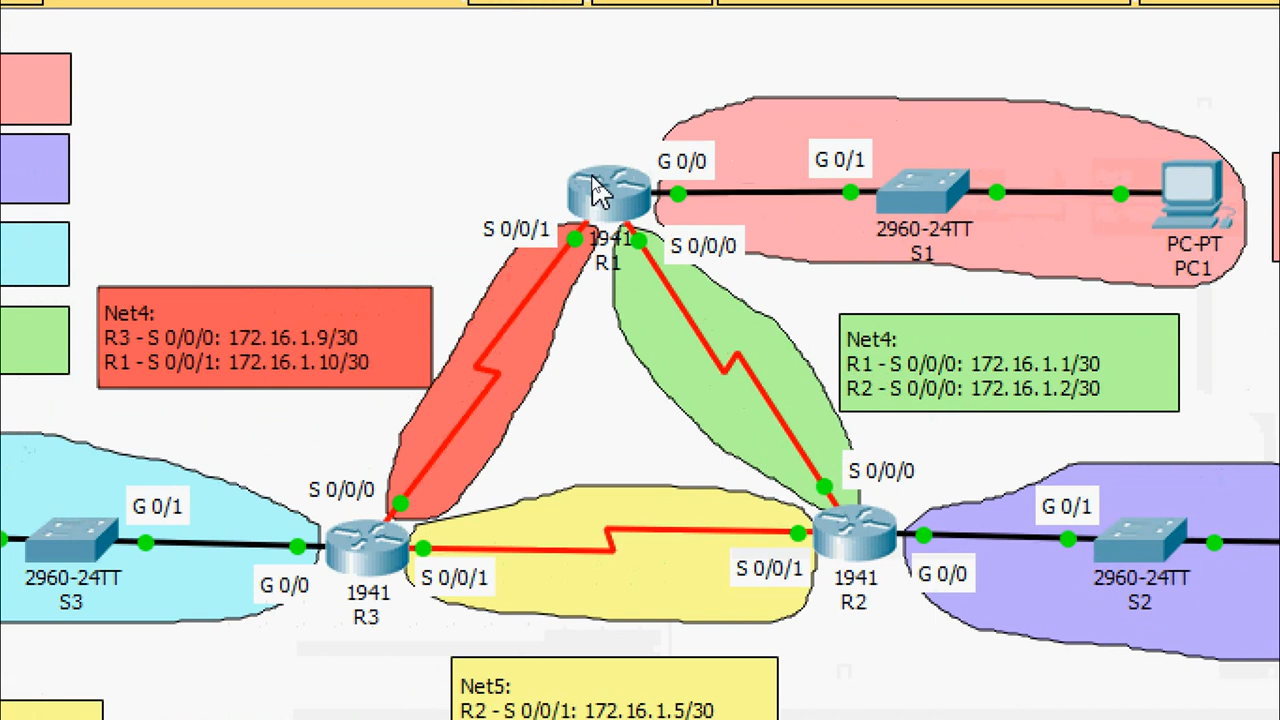 G 0/0
G 0/1
S 0/0/1
1941
R1
S 0/0/0
2960-24TT
S1
PC-PT
PC1
Net4:
R3 - S 0/0/0: 172.16.1.9/30
R1 - S 0/0/1: 172.16.1.10/30
Net4:
R1 - S 0/0/0: 172.16.1.1/30
R2 - S 0/0/0: 172.16.1.2/30
S 0/0/0
S 0/0/0
G 0/1
G 0/1
2960-24TT
S3
G 0/0
1941
R3
S 0/0/1
S 0/0/1
1941
R2
G 0/0
2960-24TT
S2
Net5:
R2 - S 0/0/1: 172.16.1.5/30